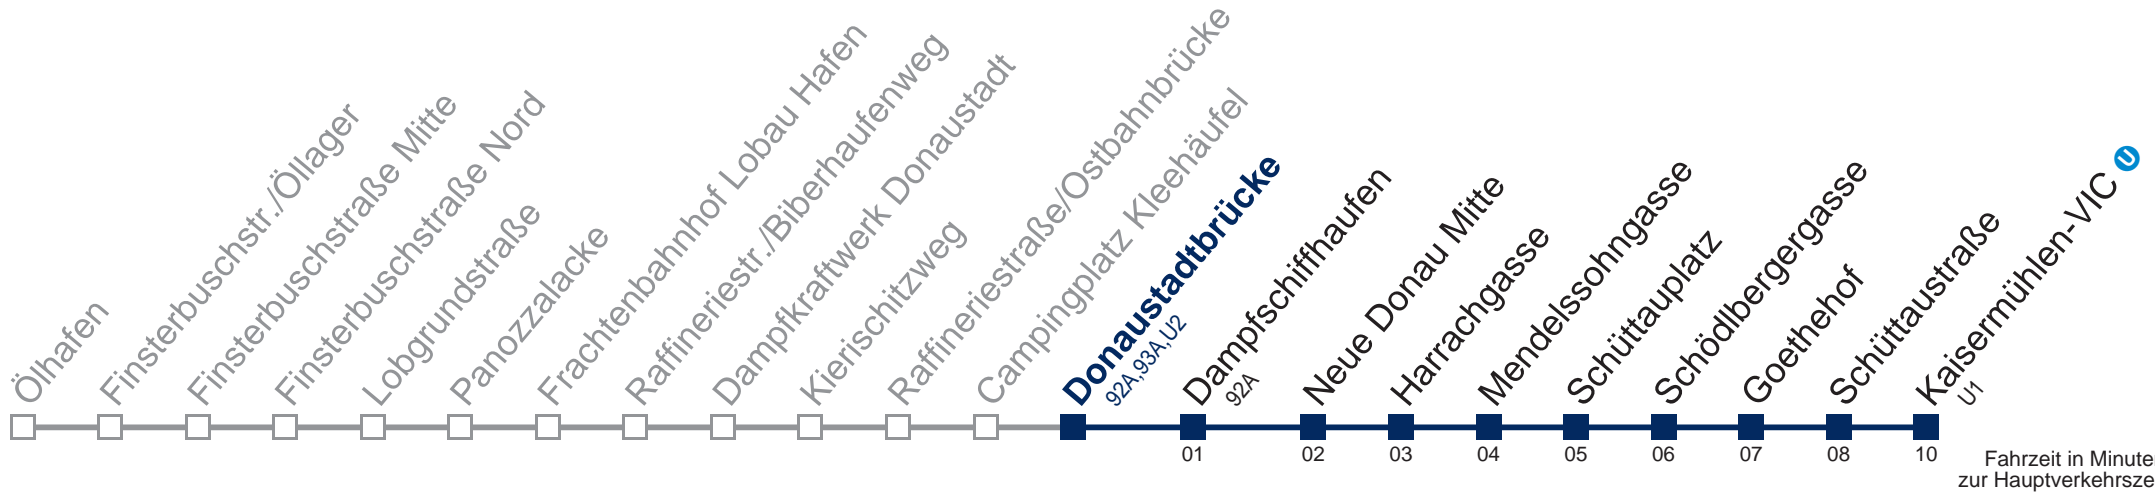 Ölhafen
Finsterbuschstr./Öllager
Finsterbuschstraße Mitte
Finsterbuschstraße Nord
Lobgrundstraße
Panozzalacke
Frachtenbahnhof Lobau Hafen
Raffineriestr./Biberhaufenweg
Dampfkraftwerk Donaustadt
Kierischitzweg
Raffineriestraße/Ostbahnbrücke
Campingplatz Kleehäufel
Donaustadtbrücke
92A,93A,U2
Dampfschiffhaufen
92A
Neue Donau Mitte
Harrachgasse
Mendelssohngasse
Schüttauplatz
Schödlbergergasse
Goethehof
Schüttaustraße
Kaisermühlen-VIC U
U1
01 02 03 04 05 06 07 08 10
Fahrzeit in Minute
zur Hauptverkehrsze